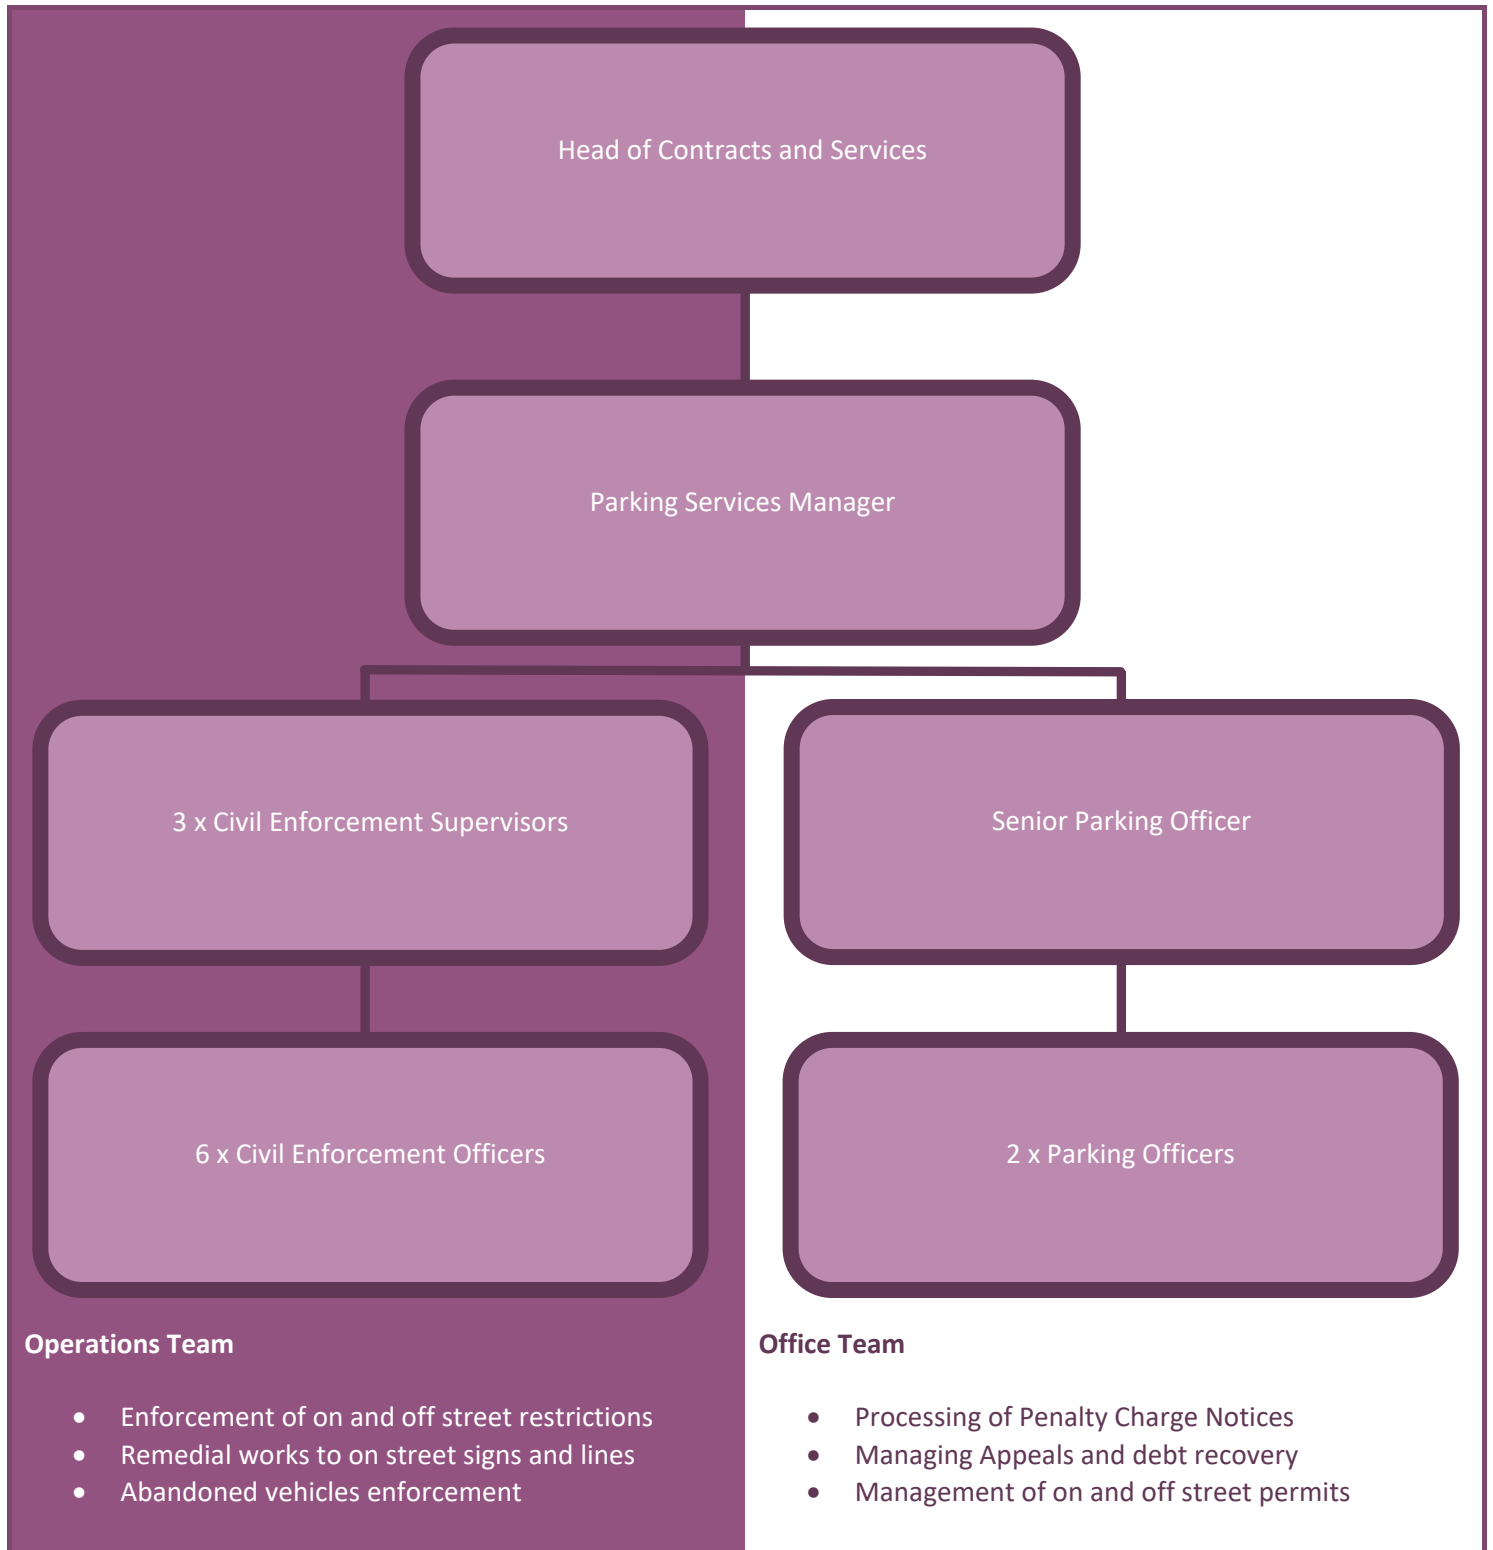 Head of Contracts and Services
Parking Services Manager
3 x Civil Enforcement Supervisors
Senior Parking Officer
6 x Civil Enforcement Officers
2 x Parking Officers
Operations Team
• Enforcement of on and off street restrictions
• Remedial works to on street signs and lines
• Abandoned vehicles enforcement
Office Team
• Processing of Penalty Charge Notices
• Managing Appeals and debt recovery
• Management of on and off street permits